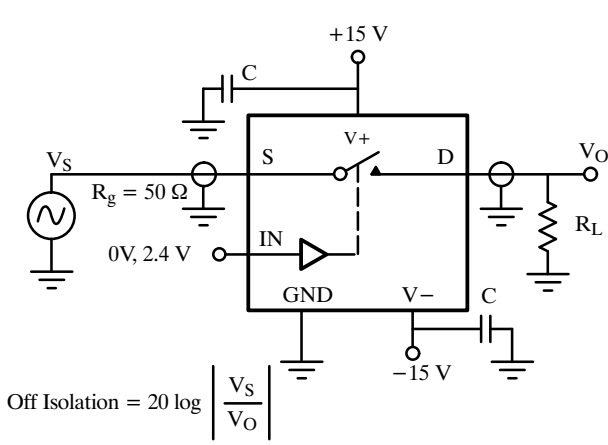 +15 V
C
V+
VS
S
D
VO
Rg = 50 Ω
RL
0V, 2.4 V
IN
GND
V−
C
−15 V
Off Isolation = 20 log | VS / VO |